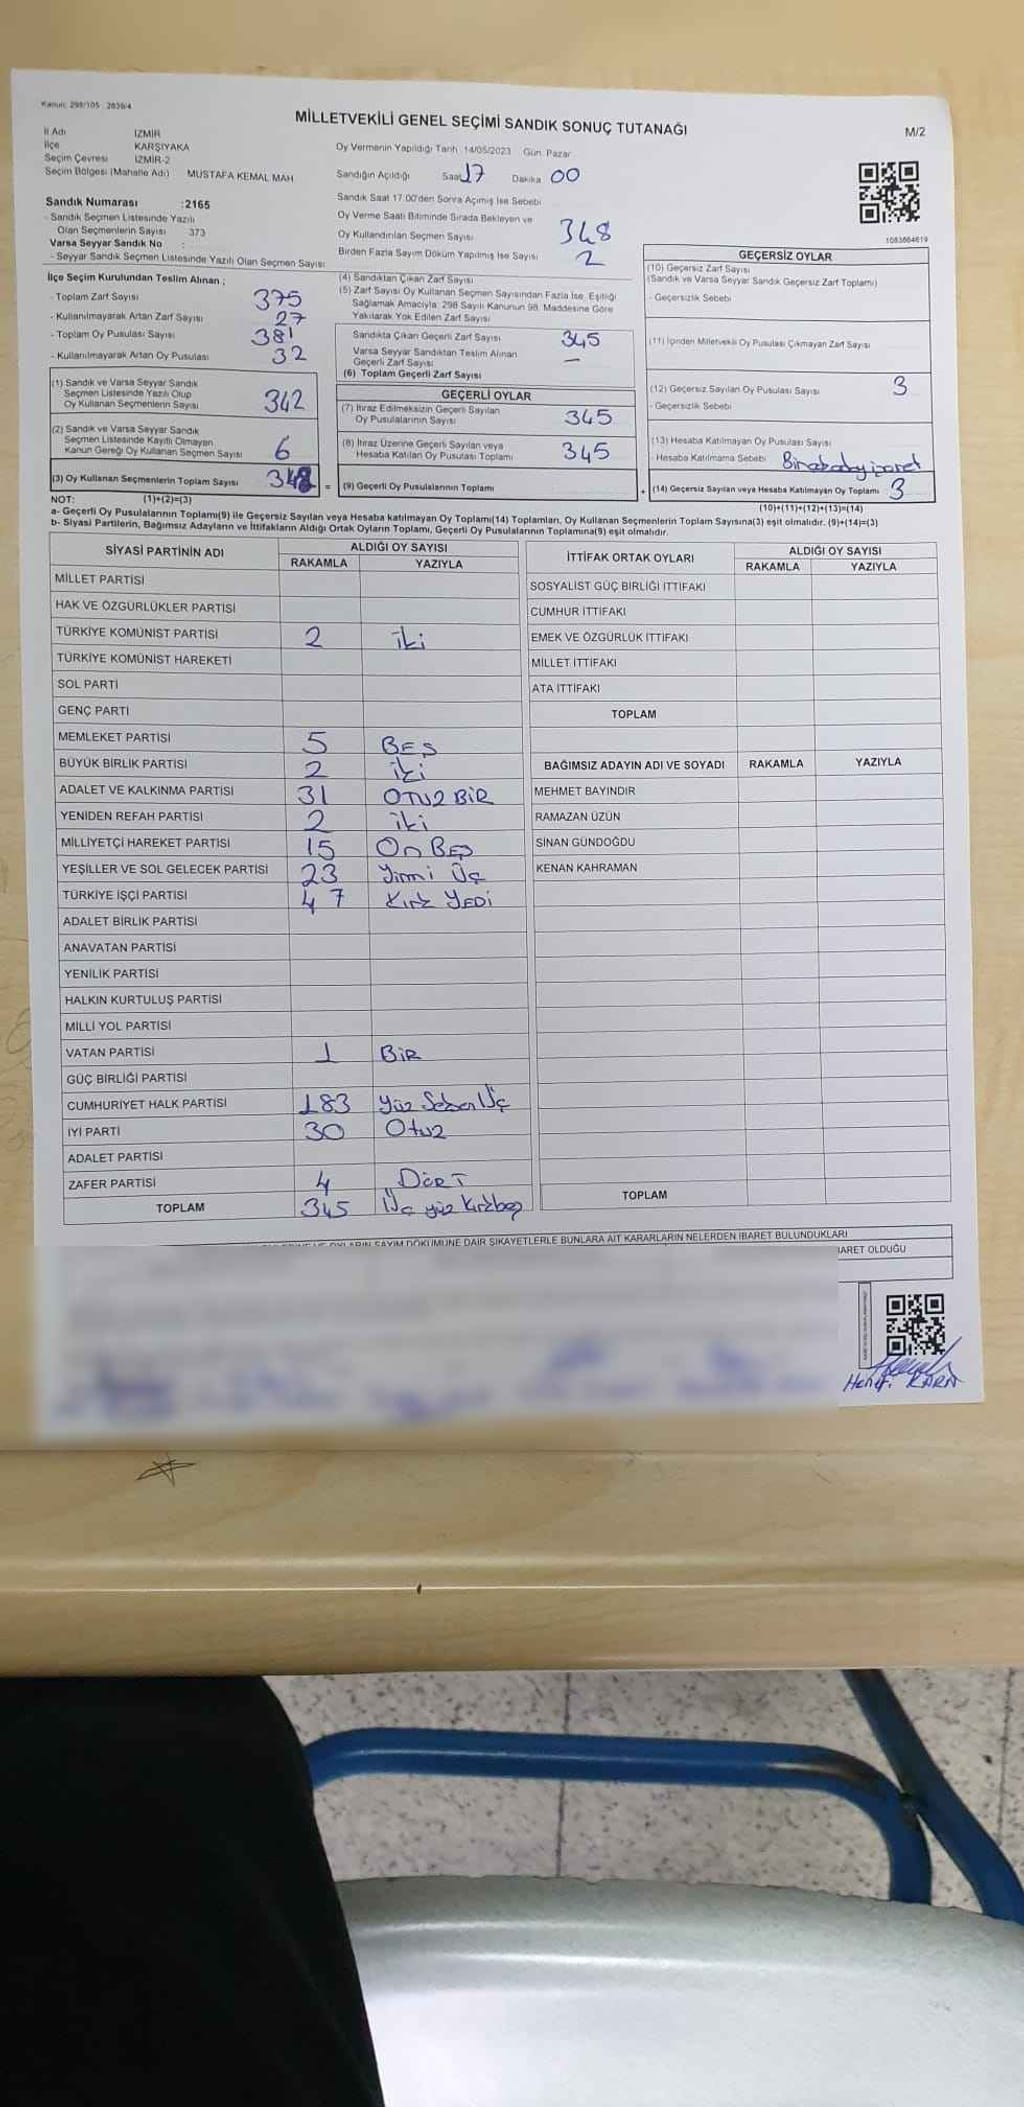 Kanun: 298/105 2839/4
MİLLETVEKİLİ GENEL SEÇİMİ SANDIK SONUÇ TUTANAĞI
M/2
İl Adı İZMİR
İlçe KARŞIYAKA
Seçim Çevresi İZMİR-2
Seçim Bölgesi (Mahalle Adı) MUSTAFA KEMAL MAH
Oy Vermenin Yapıldığı Tarih 14/05/2023 Gün Pazar
Sandığın Açıldığı Saat 17 Dakika 00
Sandık Saat 17:00'den Sonra Açılmış İse Sebebi
Sandık Numarası :2165
- Sandık Seçmen Listesinde Yazılı
Olan Seçmenlerin Sayısı 373
Varsa Seyyar Sandık No :
- Seyyar Sandık Seçmen Listesinde Yazılı Olan Seçmen Sayısı:
Oy Verme Saati Bitiminde Sırada Bekleyen ve
Oy Kullandırılan Seçmen Sayısı 348
Birden Fazla Sayım Döküm Yapılmış İse Sayısı 2
1083664619
İlçe Seçim Kurulundan Teslim Alınan ;
- Toplam Zarf Sayısı 375
- Kullanılmayarak Artan Zarf Sayısı 27
- Toplam Oy Pusulası Sayısı 381
- Kullanılmayarak Artan Oy Pusulası 32
(1) Sandık ve Varsa Seyyar Sandık
Seçmen Listesinde Yazılı Olup
Oy Kullanan Seçmenlerin Sayısı 342
(2) Sandık ve Varsa Seyyar Sandık
Seçmen Listesinde Kayıtlı Olmayan
Kanun Gereği Oy Kullanan Seçmen Sayısı 6
(3) Oy Kullanan Seçmenlerin Toplam Sayısı 348 =
(4) Sandıktan Çıkan Zarf Sayısı
(5) Zarf Sayısı Oy Kullanan Seçmen Sayısından Fazla İse, Eşitliği
Sağlamak Amacıyla, 298 Sayılı Kanunun 98. Maddesine Göre
Yakılarak Yok Edilen Zarf Sayısı
Sandıkta Çıkan Geçerli Zarf Sayısı 345
Varsa Seyyar Sandıktan Teslim Alınan
Geçerli Zarf Sayısı —
(6) Toplam Geçerli Zarf Sayısı
GEÇERLİ OYLAR
(7) İtiraz Edilmeksizin Geçerli Sayılan
Oy Pusulalarının Sayısı 345
(8) İtiraz Üzerine Geçerli Sayılan veya
Hesaba Katılan Oy Pusulası Toplamı 345
(9) Geçerli Oy Pusulalarının Toplamı +
GEÇERSİZ OYLAR
(10) Geçersiz Zarf Sayısı
(Sandık ve Varsa Seyyar Sandık Geçersiz Zarf Toplamı)
- Geçersizlik Sebebi
(11) İçinden Milletvekili Oy Pusulası Çıkmayan Zarf Sayısı
(12) Geçersiz Sayılan Oy Pusulası Sayısı 3
- Geçersizlik Sebebi
(13) Hesaba Katılmayan Oy Pusulası Sayısı
- Hesaba Katılmama Sebebi
(14) Geçersiz Sayılan veya Hesaba Katılmayan Oy Toplamı 3
NOT: (1)+(2)=(3) (10)+(11)+(12)+(13)=(14)
a- Geçerli Oy Pusulalarının Toplamı(9) ile Geçersiz Sayılan veya Hesaba katılmayan Oy Toplamı(14) Toplamları, Oy Kullanan Seçmenlerin Toplam Sayısına(3) eşit olmalıdır. (9)+(14)=(3)
b- Siyasi Partilerin, Bağımsız Adayların ve İttifakların Aldığı Ortak Oyların Toplamı, Geçerli Oy Pusulalarının Toplamına(9) eşit olmalıdır.
SİYASİ PARTİNİN ADI ALDIĞI OY SAYISI
RAKAMLA YAZIYLA
MİLLET PARTİSİ
HAK VE ÖZGÜRLÜKLER PARTİSİ
TÜRKİYE KOMÜNİST PARTİSİ 2 iki
TÜRKİYE KOMÜNİST HAREKETİ
SOL PARTİ
GENÇ PARTİ
MEMLEKET PARTİSİ 5 BEŞ
BÜYÜK BİRLİK PARTİSİ 2 iki
ADALET VE KALKINMA PARTİSİ 31 OTUZ BİR
YENİDEN REFAH PARTİSİ 2 iki
MİLLİYETÇİ HAREKET PARTİSİ 15 On BEŞ
YEŞİLLER VE SOL GELECEK PARTİSİ 23 Yirmi Üç
TÜRKİYE İŞÇİ PARTİSİ 47 Kırk YEDİ
ADALET BİRLİK PARTİSİ
ANAVATAN PARTİSİ
YENİLİK PARTİSİ
HALKIN KURTULUŞ PARTİSİ
MİLLİ YOL PARTİSİ
VATAN PARTİSİ 1 BİR
GÜÇ BİRLİĞİ PARTİSİ
CUMHURİYET HALK PARTİSİ 183 Yüz Seksen Üç
İYİ PARTİ 30 Otuz
ADALET PARTİSİ
ZAFER PARTİSİ 4 DÖRT
TOPLAM 345 Üç yüz Kırkbeş
İTTİFAK ORTAK OYLARI ALDIĞI OY SAYISI
RAKAMLA YAZIYLA
SOSYALİST GÜÇ BİRLİĞİ İTTİFAKI
CUMHUR İTTİFAKI
EMEK VE ÖZGÜRLÜK İTTİFAKI
MİLLET İTTİFAKI
ATA İTTİFAKI
TOPLAM
BAĞIMSIZ ADAYIN ADI VE SOYADI RAKAMLA YAZIYLA
MEHMET BAYINDIR
RAMAZAN ÜZÜN
SİNAN GÜNDOĞDU
KENAN KAHRAMAN
TOPLAM
OYLARIN SAYIM DÖKÜMÜNE DAİR ŞİKAYETLERLE BUNLARA AİT KARARLARIN NELERDEN İBARET BULUNDUKLARI
İBARET OLDUĞU
KARA